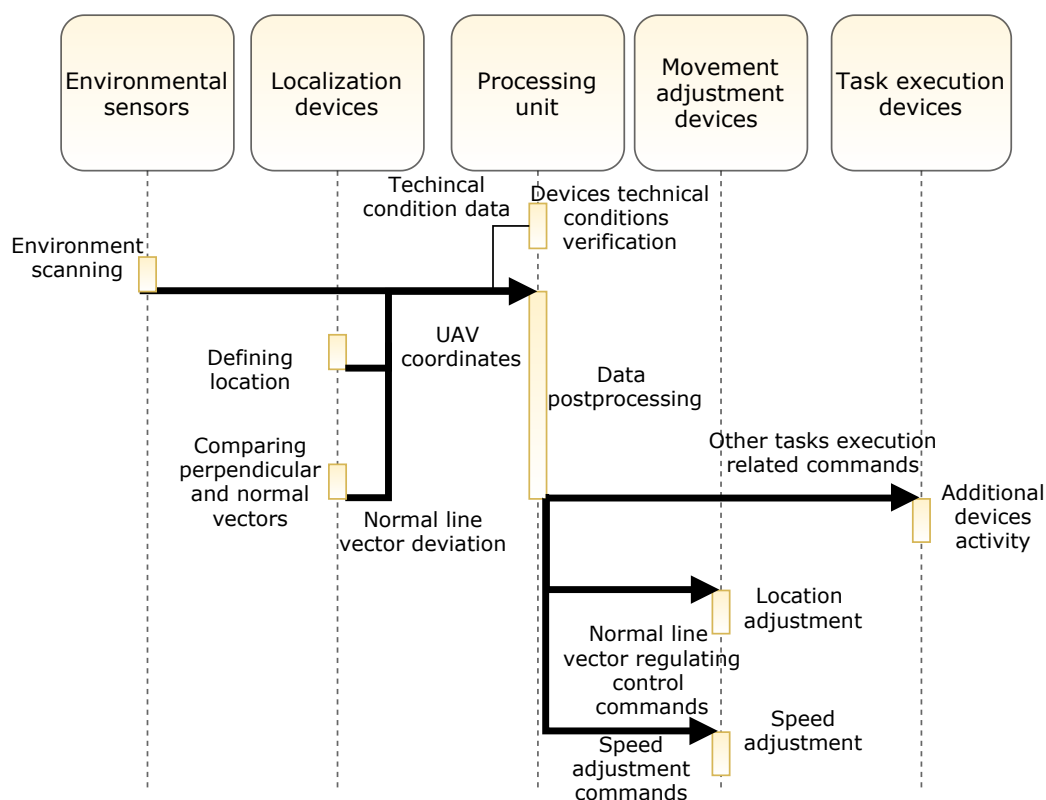 Environmental
sensors
Localization
devices
Processing
unit
Movement
adjustment
devices
Task execution
devices
Techincal
condition data
Devices technical
conditions
verification
Environment
scanning
UAV
coordinates
Defining
location
Data
postprocessing
Comparing
perpendicular
and normal
vectors
Normal line
vector deviation
Other tasks execution
related commands
Additional
devices
activity
Location
adjustment
Normal line
vector regulating
control
commands
Speed
adjustment
Speed
adjustment
commands